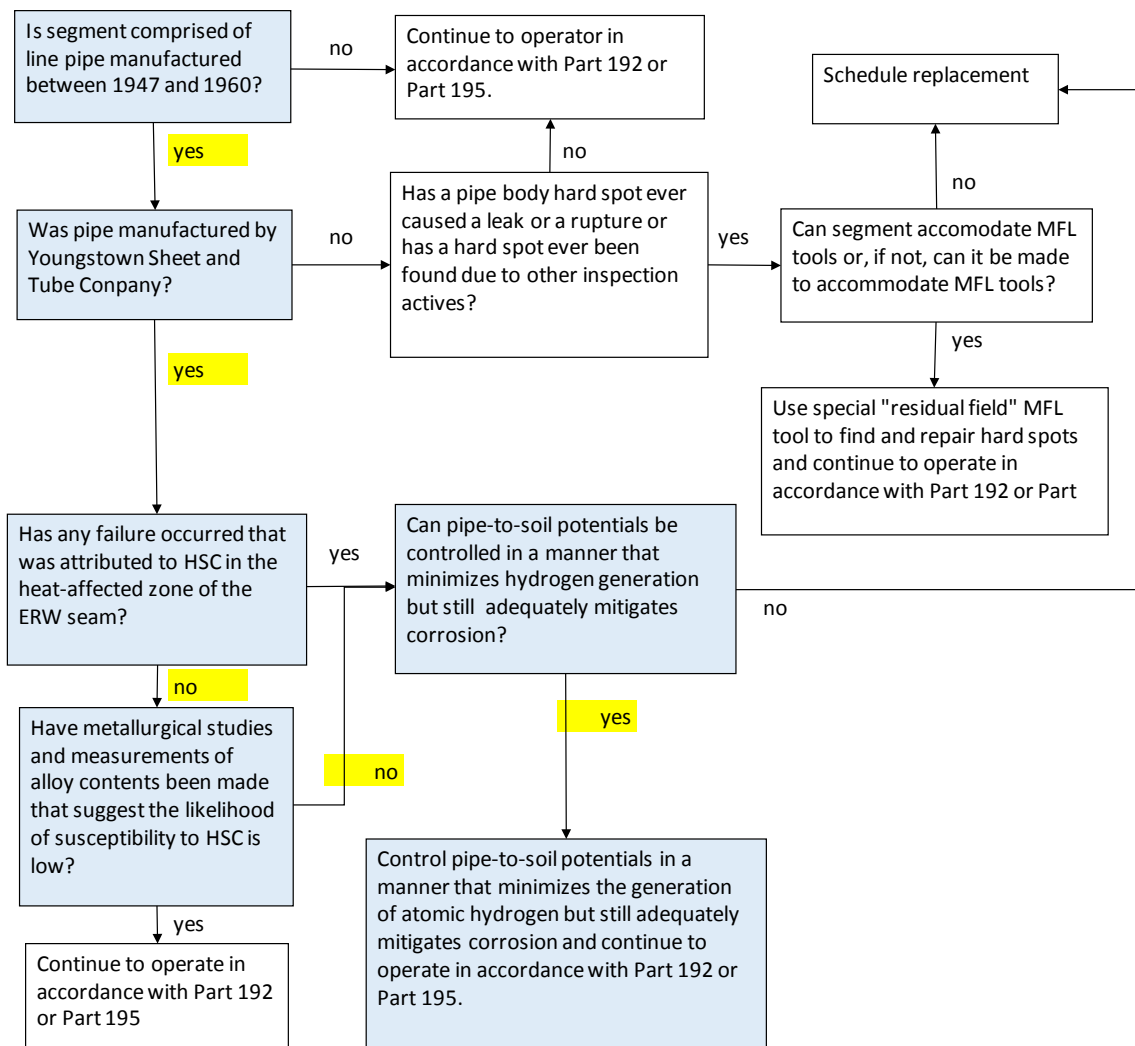 Is segment comprised of
line pipe manufactured
between 1947 and 1960?
no
Continue to operator in
accordance with Part 192 or
Part 195.
Schedule replacement
yes
no
no
Was pipe manufactured by
Youngstown Sheet and
Tube Conpany?
no
Has a pipe body hard spot ever
caused a leak or a rupture or
has a hard spot ever been
found due to other inspection
actives?
yes
Can segment accomodate MFL
tools or, if not, can it be made
to accommodate MFL tools?
yes
yes
Use special "residual field" MFL
tool to find and repair hard spots
and continue to operate in
accordance with Part 192 or Part
Has any failure occurred that
was attributed to HSC in the
heat-affected zone of the
ERW seam?
yes
Can pipe-to-soil potentials be
controlled in a manner that
minimizes hydrogen generation
but still adequately mitigates
corrosion?
no
no
yes
Have metallurgical studies
and measurements of
alloy contents been made
that suggest the likelihood
of susceptibility to HSC is
low?
no
yes
Control pipe-to-soil potentials in a
manner that minimizes the generation
of atomic hydrogen but still adequately
mitigates corrosion and continue to
operate in accordance with Part 192 or
Part 195.
Continue to operate in
accordance with Part 192
or Part 195